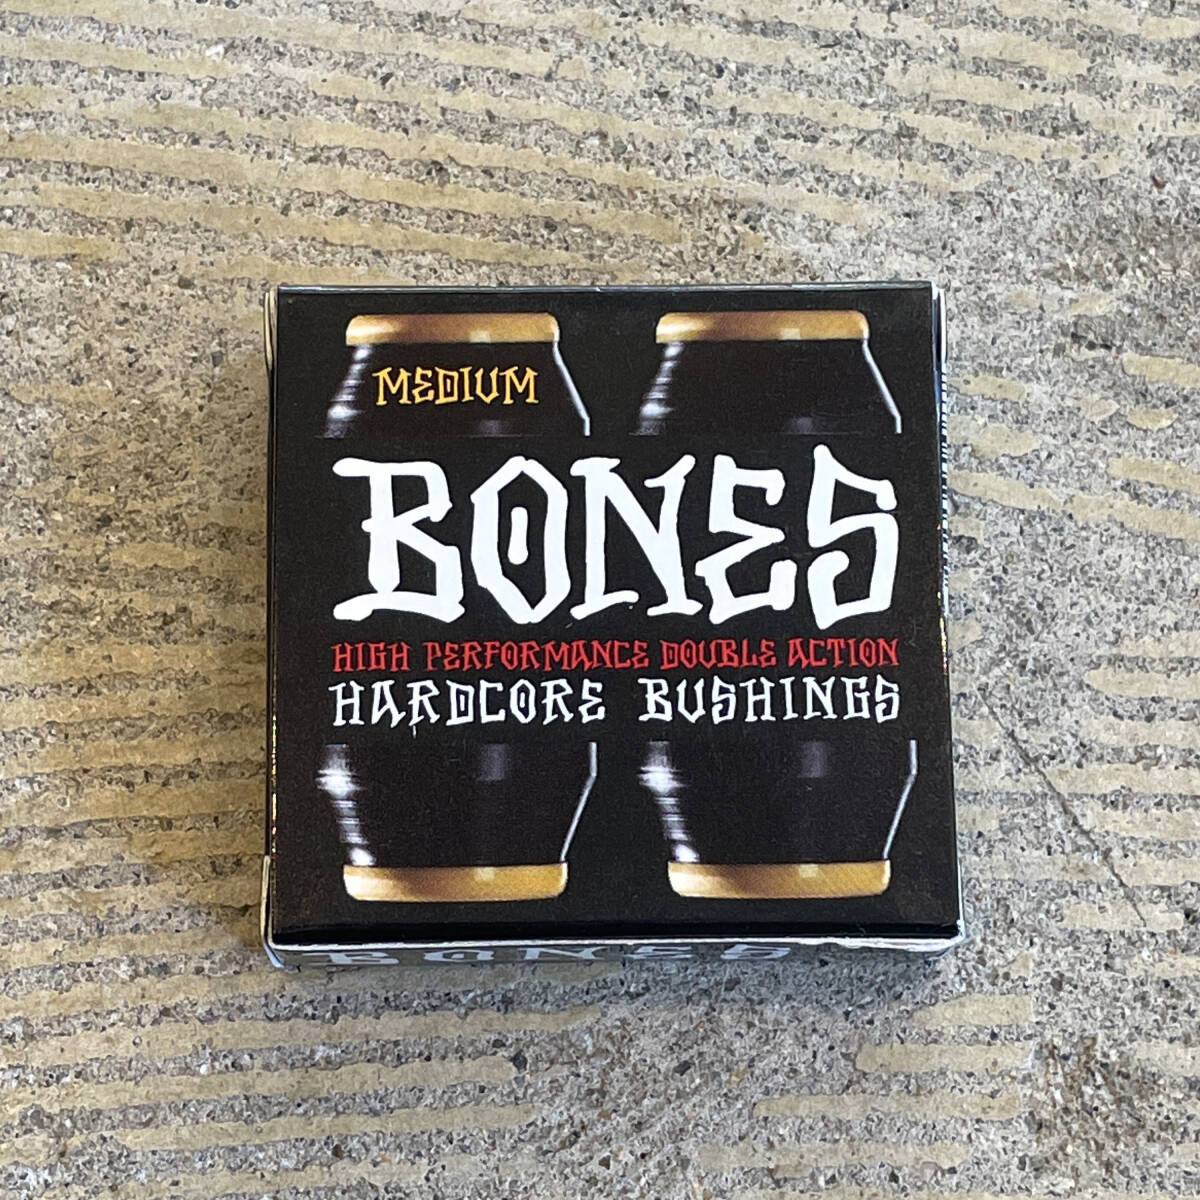 MEDIUM
BONES
HIGH PERFORMANCE DOUBLE ACTION
HARDCORE BUSHINGS
BONES